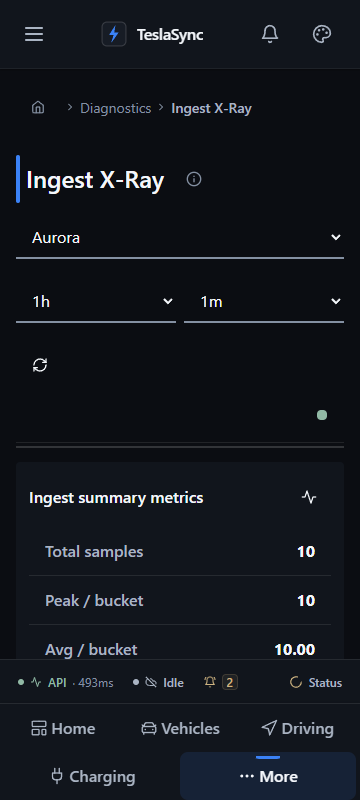 TeslaSync
Diagnostics
Ingest X-Ray
Ingest X-Ray
Aurora
1h
1m
Ingest summary metrics
Total samples 10
Peak / bucket 10
Avg / bucket 10.00
API · 493ms Idle 2 Status
Home Vehicles Driving
Charging More